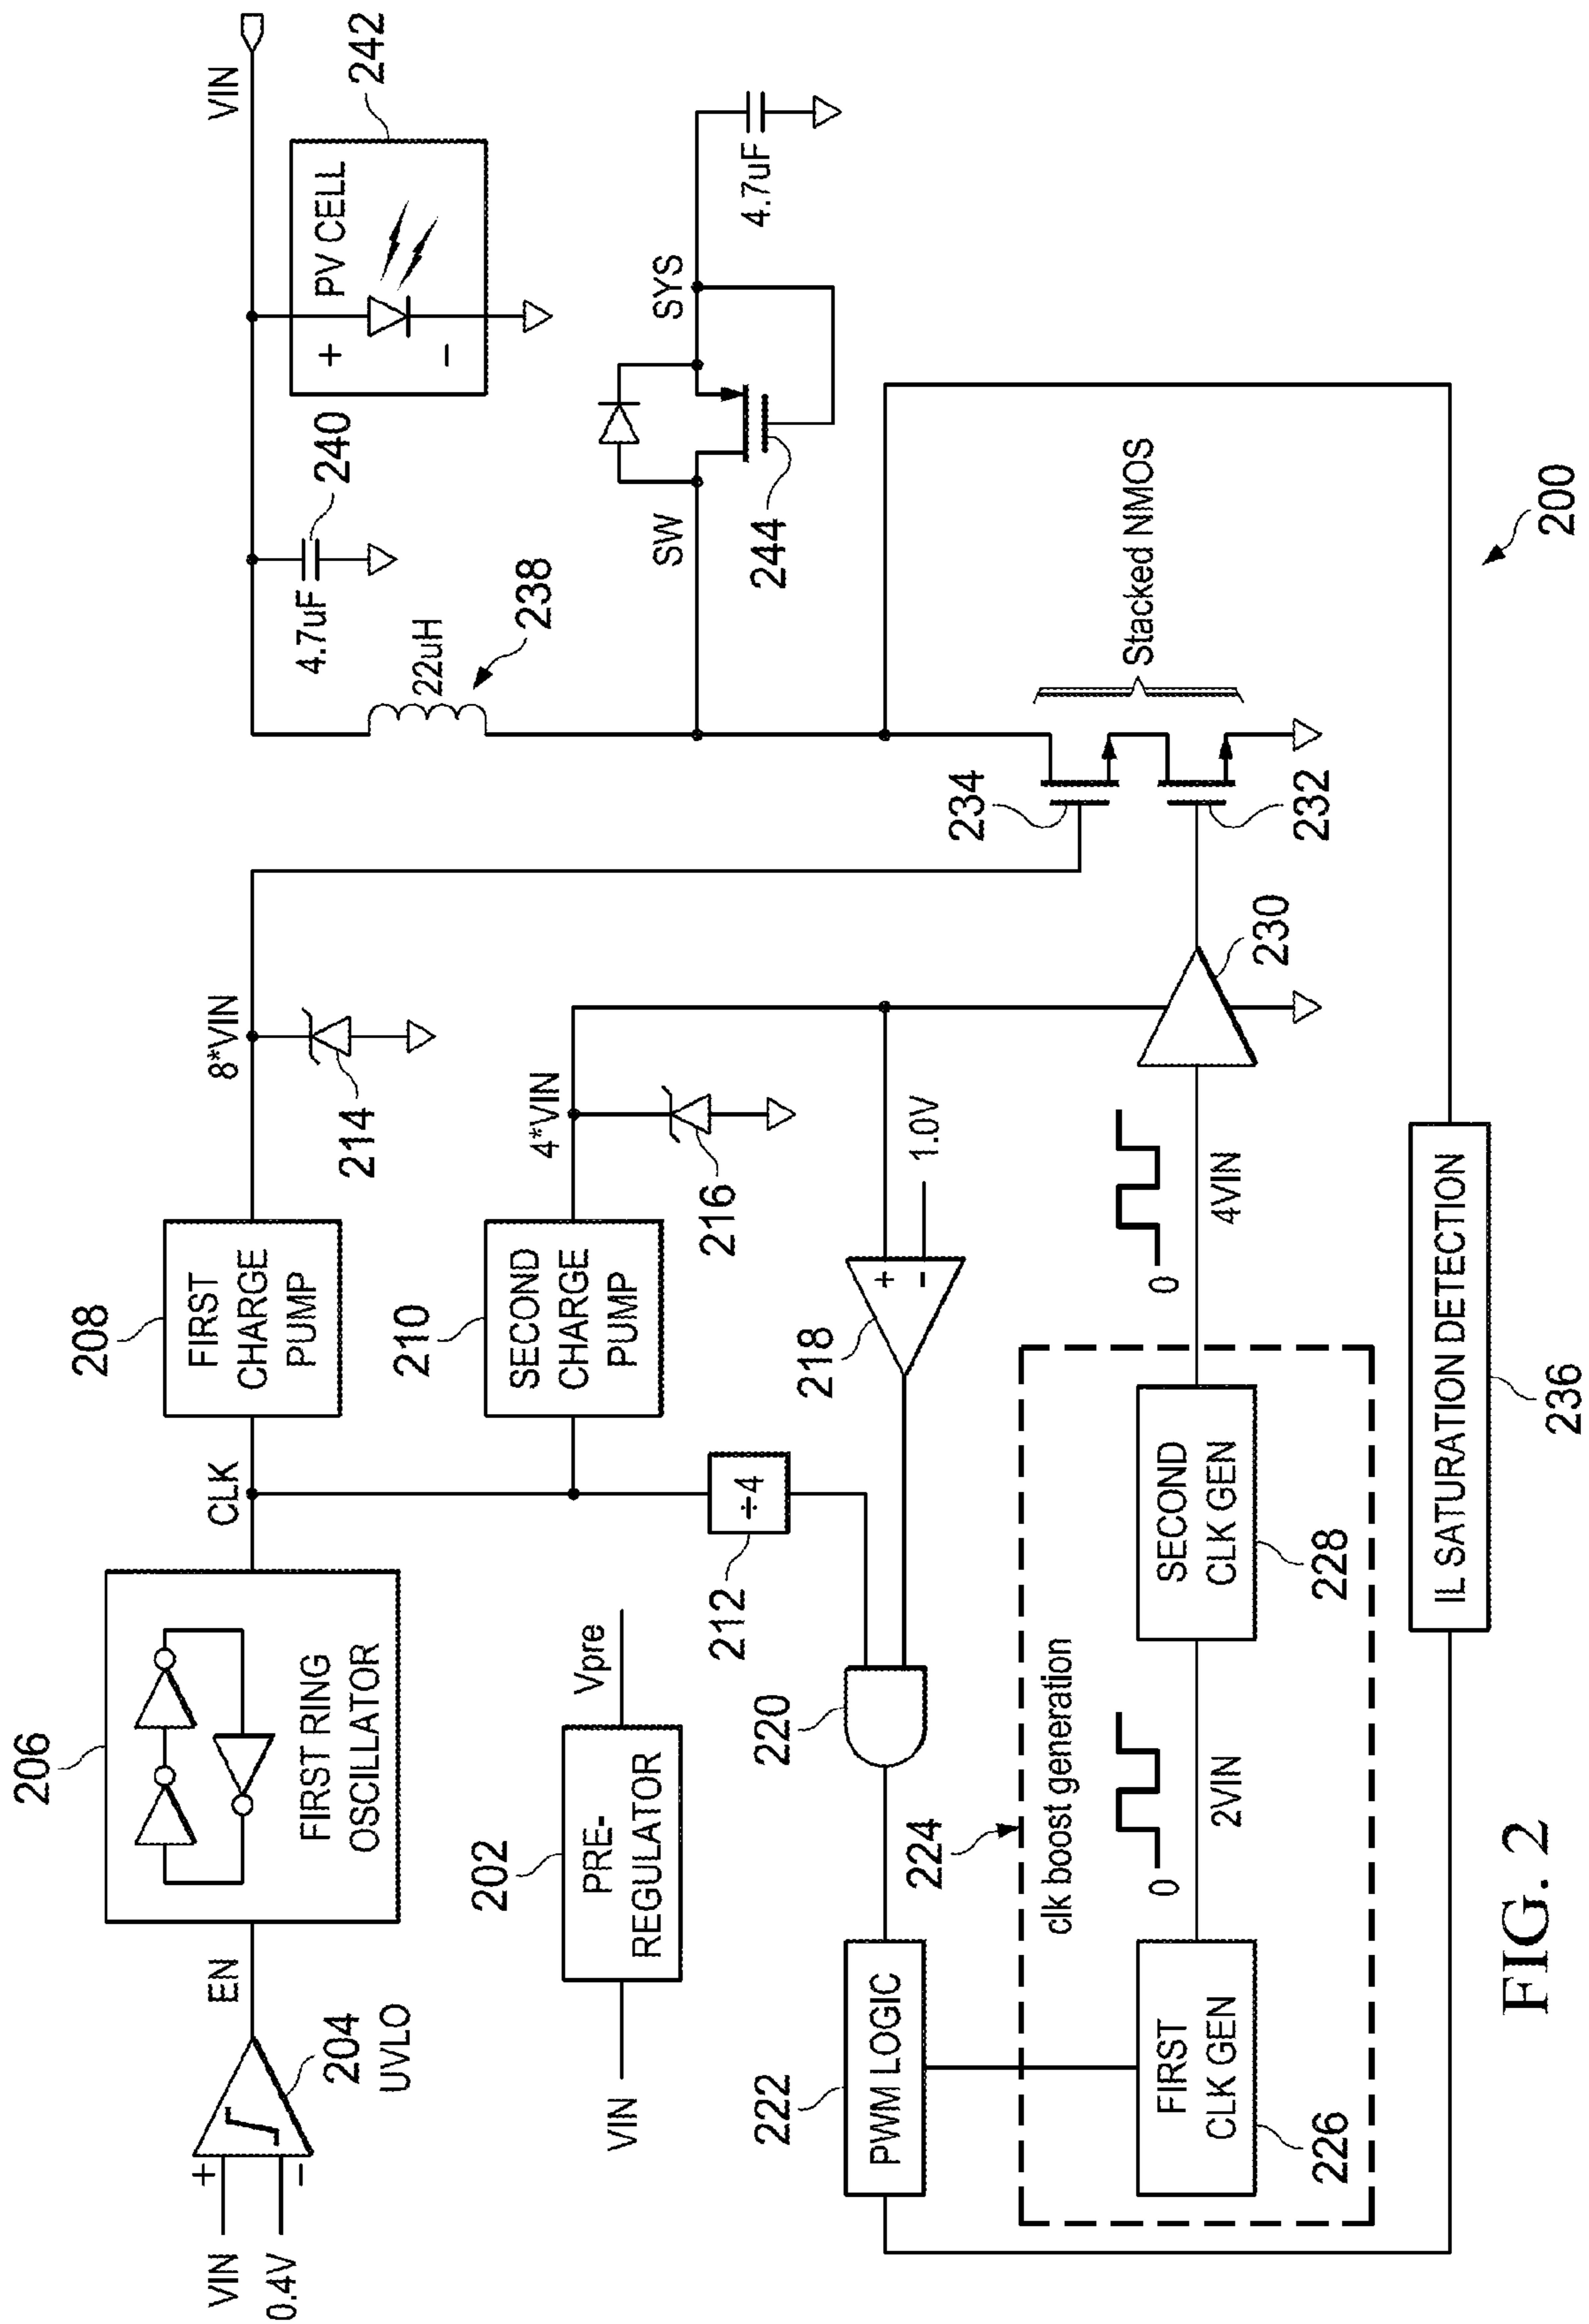 VIN
0.4V
+
-
204
UVLO
EN
206
FIRST RING
OSCILLATOR
CLK
208
FIRST
CHARGE
PUMP
8*VIN
214
210
SECOND
CHARGE
PUMP
4*VIN
216
÷4
212
VIN
202
PRE-
REGULATOR
Vpre
VIN
242
PV CELL
+
-
240
4.7uF
22uH
238
SW
SYS
244
4.7uF
218
+
-
1.0V
220
222
PWM LOGIC
224
clk boost generation
226
FIRST
CLK GEN
0
2VIN
228
SECOND
CLK GEN
0
4VIN
230
234
232
Stacked NMOS
236
IL SATURATION DETECTION
200
FIG. 2